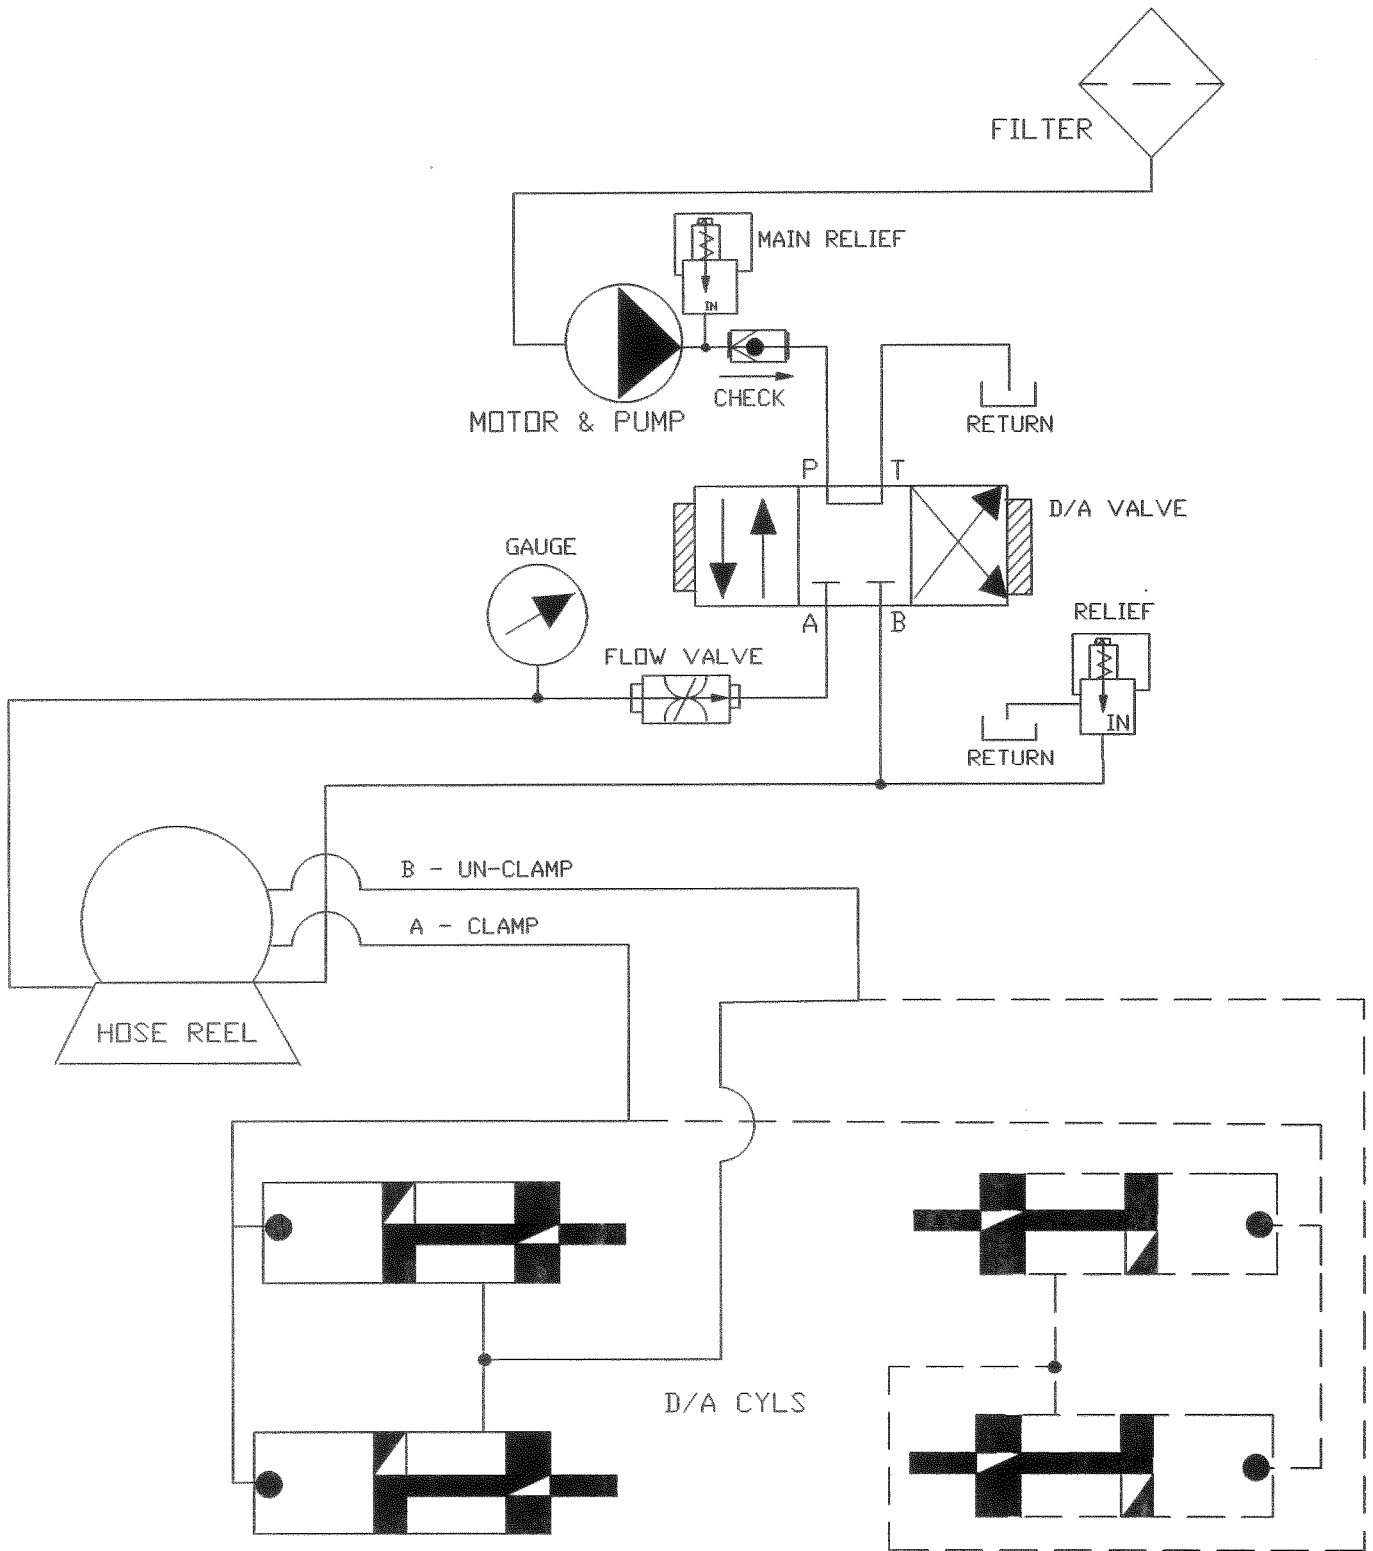 FILTER
MAIN RELIEF
IN
CHECK
MOTOR & PUMP
RETURN
P
T
D/A VALVE
GAUGE
A
B
RELIEF
FLOW VALVE
IN
RETURN
B - UN-CLAMP
A - CLAMP
HOSE REEL
D/A CYLS